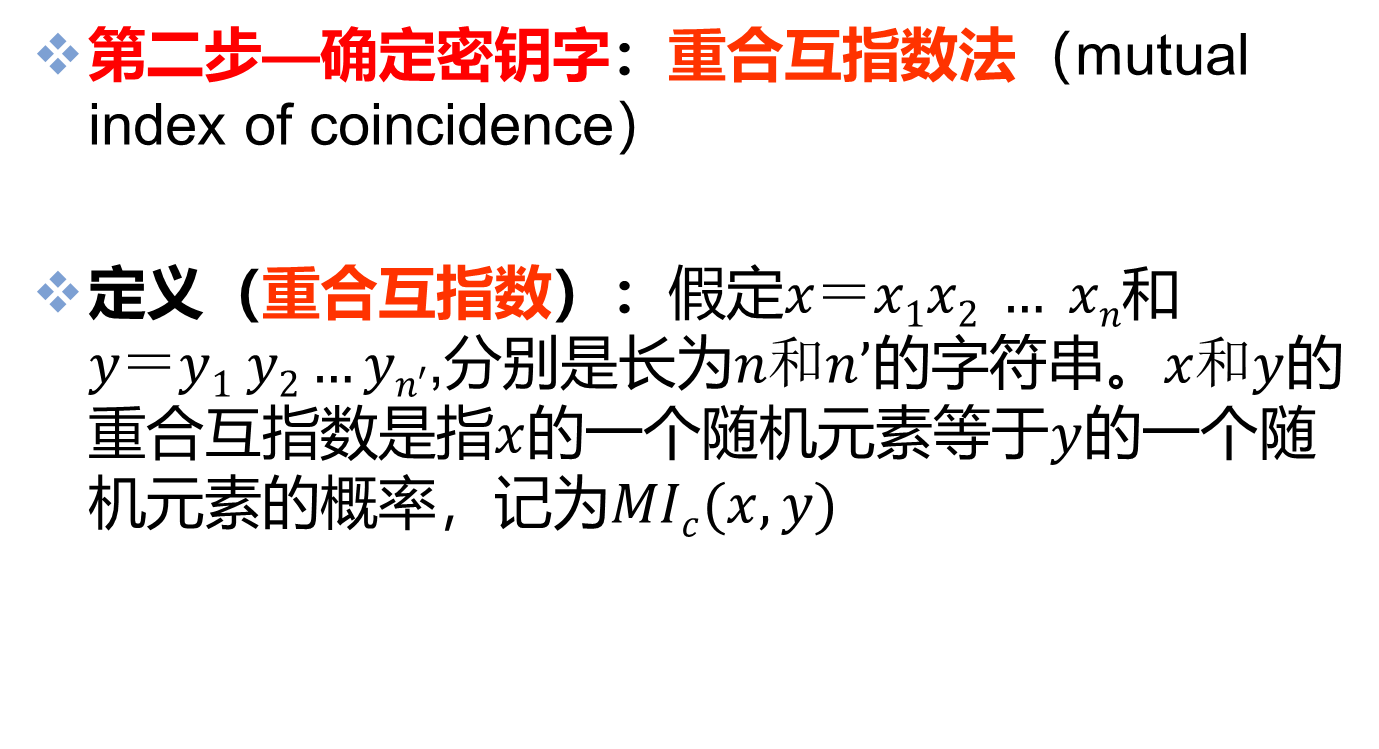 ❖第二步—确定密钥字：重合互指数法（mutual
index of coincidence）
❖定义（重合互指数）：假定x＝x₁x₂ … xₙ和
y＝y₁ y₂ … yₙ′,分别是长为n和n’的字符串。x和y的
重合互指数是指x的一个随机元素等于y的一个随
机元素的概率，记为MI_c(x, y)